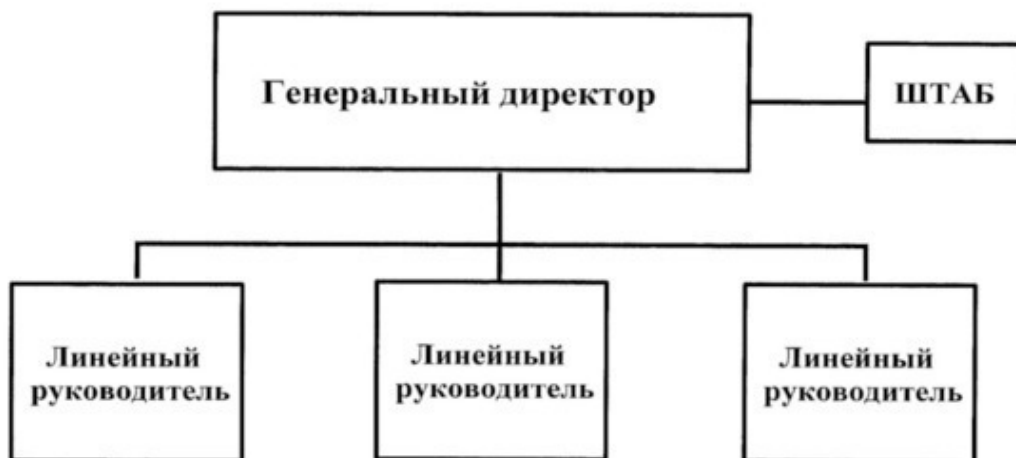 Генеральный директор
ШТАБ
Линейный
руководитель
Линейный
руководитель
Линейный
руководитель